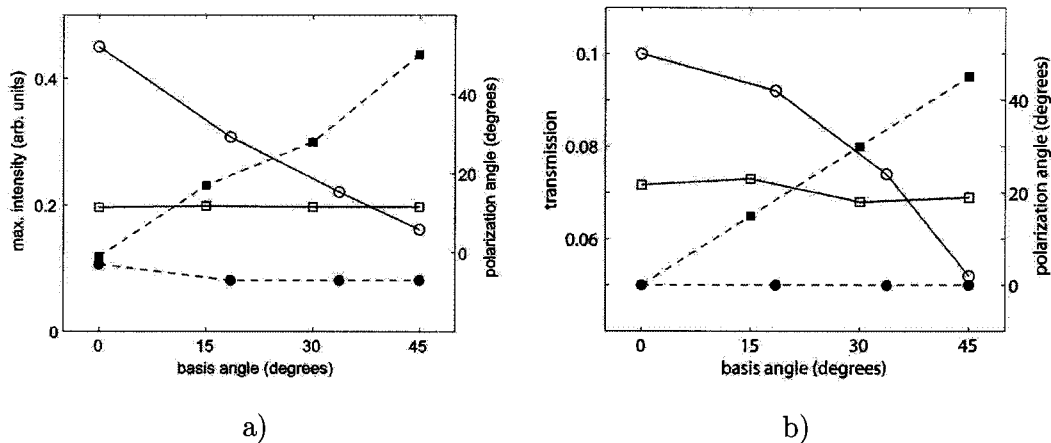 max. intensity (arb. units)
0.4
0.2
0
0
15
30
45
basis angle (degrees)
40
20
0
polarization angle (degrees)
a)
transmission
0.1
0.08
0.06
0
15
30
45
basis angle (degrees)
40
20
0
polarization angle (degrees)
b)